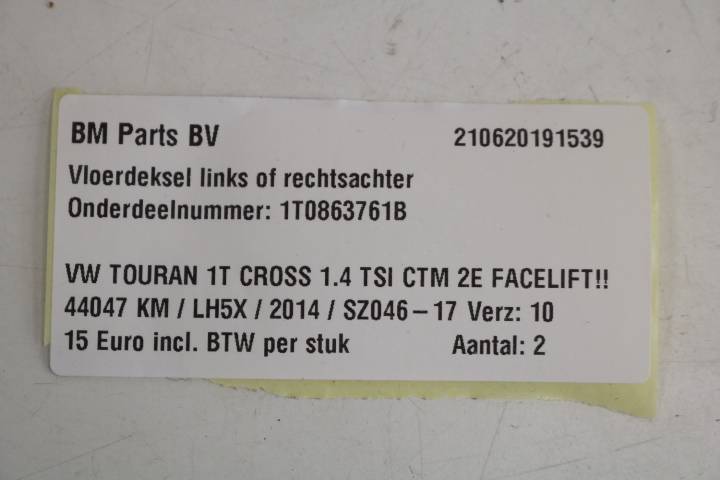 BM Parts BV 210620191539
Vloerdeksel links of rechtsachter
Onderdeelnummer: 1T0863761B
VW TOURAN 1T CROSS 1.4 TSI CTM 2E FACELIFT!!
44047 KM / LH5X / 2014 / SZ046-17 Verz: 10
15 Euro incl. BTW per stuk Aantal: 2